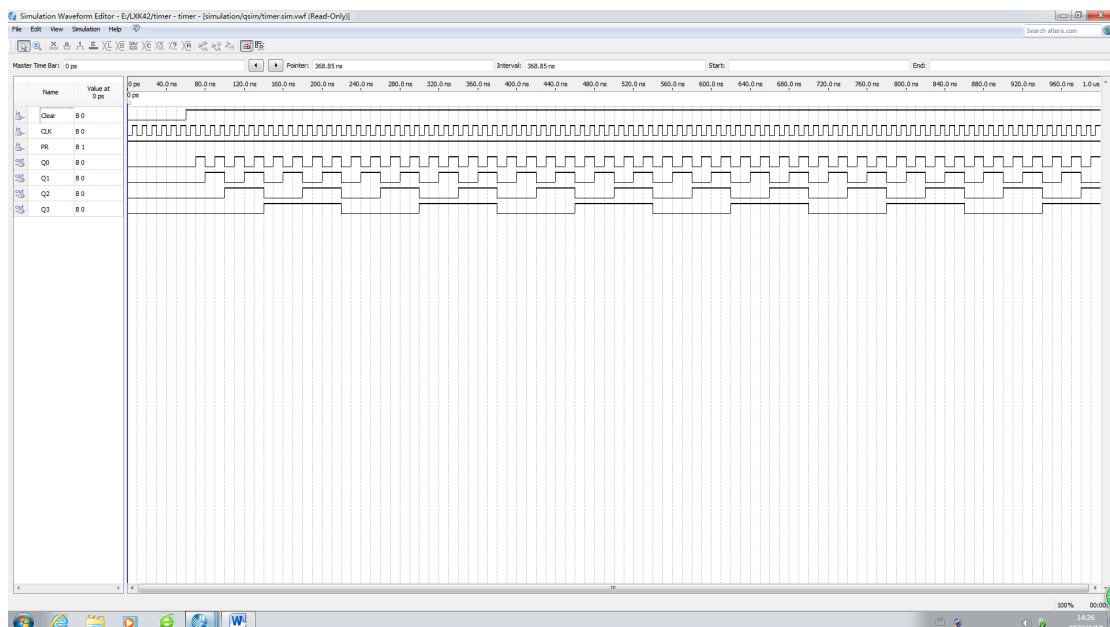 Simulation Waveform Editor - E:/LXK42/timer - timer - [simulation/qsim/timer.sim.vwf (Read-Only)]
File Edit View Simulation Help
Search altera.com
Master Time Bar: 0 ps Pointer: 368.85 ns Interval: 368.85 ns Start: End:
Name Value at 0 ps
0 ps 40.0 ns 80.0 ns 120.0 ns 160.0 ns 200.0 ns 240.0 ns 280.0 ns 320.0 ns 360.0 ns 400.0 ns 440.0 ns 480.0 ns 520.0 ns 560.0 ns 600.0 ns 640.0 ns 680.0 ns 720.0 ns 760.0 ns 800.0 ns 840.0 ns 880.0 ns 920.0 ns 960.0 ns 1.0 us
0 ps
Clear B 0
CLK B 0
PR B 1
Q0 B 0
Q1 B 0
Q2 B 0
Q3 B 0
100% 00:00:
14:26